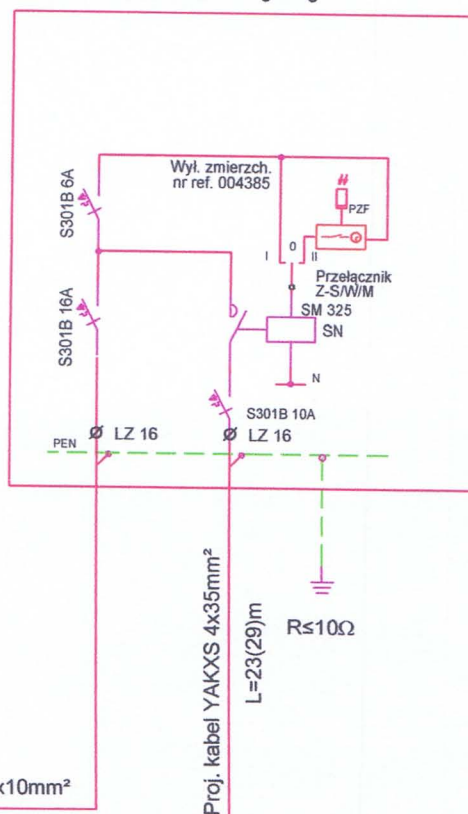 Wył. zmierzch.
nr ref. 004385
S301B 6A
PZF
I
0
II
Przełącznik
Z-S/W/M
S301B 16A
SM 325
SN
N
S301B 10A
PEN
LZ 16
LZ 16
Proj. kabel YAKXS 4x35mm²
L=23(29)m
R≤10Ω
x10mm²